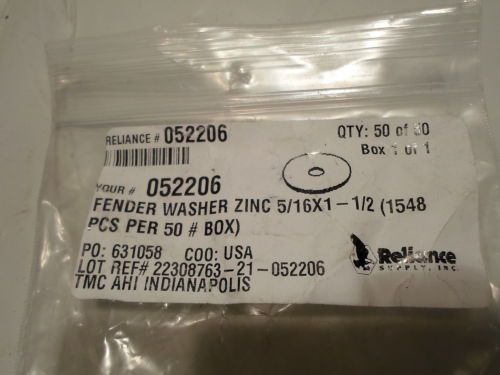 RELIANCE # 052206
QTY: 50 of 50
Box 1 of 1
YOUR # 052206
FENDER WASHER ZINC 5/16X1-1/2 (1548
PCS PER 50 # BOX)
PO: 631058 COO: USA
LOT REF# 22308763-21-052206
TMC AHI INDIANAPOLIS
Reliance
SUPPLY, INC.